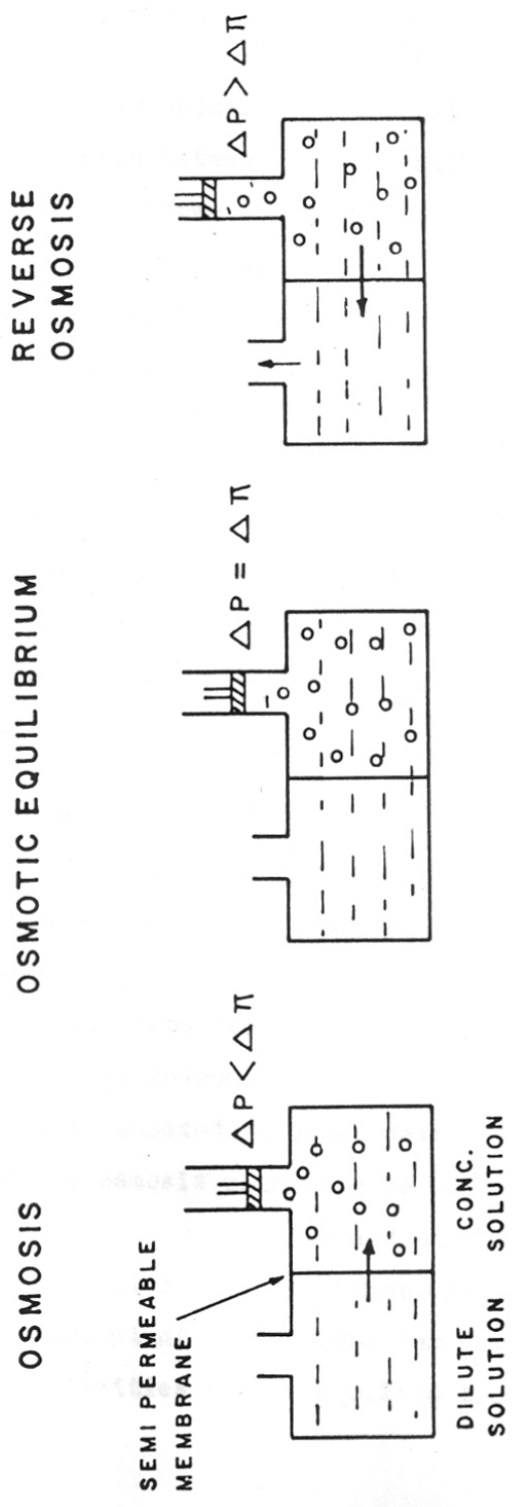 OSMOSIS
OSMOTIC EQUILIBRIUM
REVERSE
OSMOSIS
SEMI PERMEABLE
MEMBRANE
ΔP < Δπ
ΔP = Δπ
ΔP > Δπ
DILUTE
SOLUTION
CONC.
SOLUTION